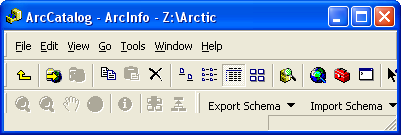 ArcCatalog - ArcInfo - Z:\Arctic
File Edit View Go Tools Window Help
Export Schema Import Schema